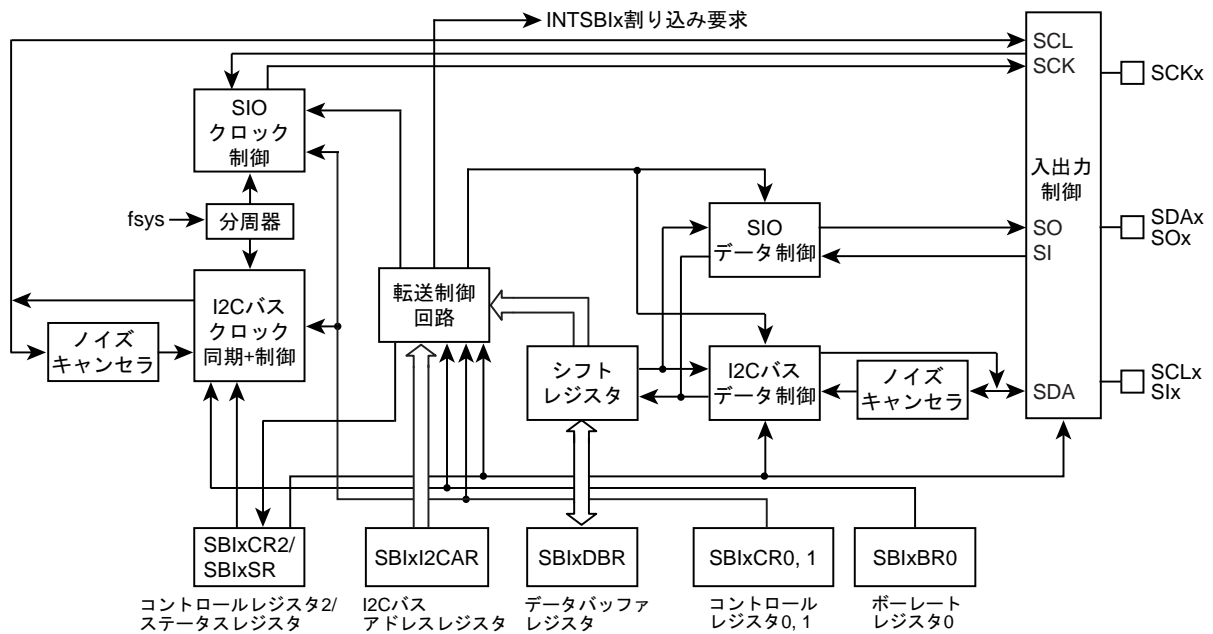 INTSBIx割り込み要求
SCL
SCK
SCKx
SIO
クロック
制御
入出力
制御
fsys
分周器
SIO
データ制御
SO
SI
SDAx
SOx
I2Cバス
クロック
同期+制御
転送制御
回路
ノイズ
キャンセラ
シフト
レジスタ
I2Cバス
データ制御
ノイズ
キャンセラ
SDA
SCLx
SIx
SBIxCR2/
SBIxSR
SBIxI2CAR
SBIxDBR
SBIxCR0, 1
SBIxBR0
コントロールレジスタ2/
ステータスレジスタ
I2Cバス
アドレスレジスタ
データバッファ
レジスタ
コントロール
レジスタ0, 1
ボーレート
レジスタ0